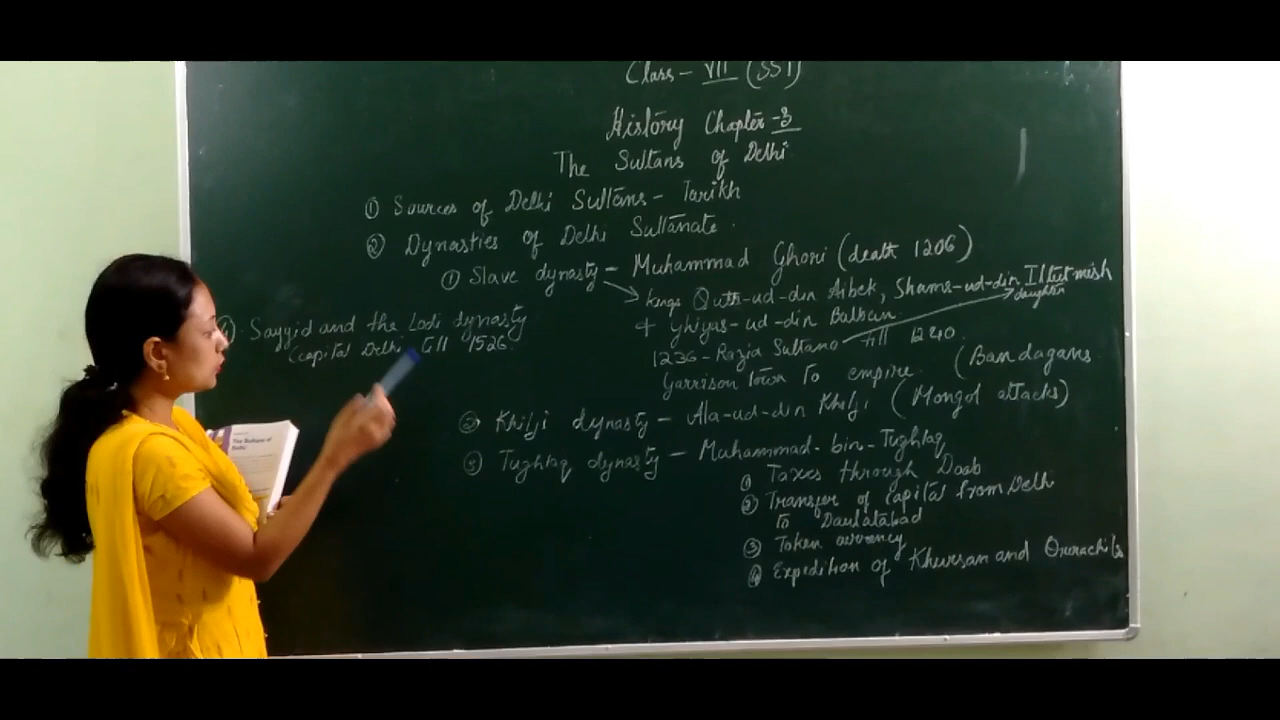 Class - VII (SST)
History Chapter - 3
The Sultans of Delhi
① Sources of Delhi Sultans - Tarikh
② Dynasties of Delhi Sultanate.
① Slave dynasty - Muhammad Ghori (death 1206)
kings Qutb-ud-din Aibek, Shams-ud-din Iltutmish
+ Ghiyas-ud-din Balban
daughter
1236 - Razia Sultana till 1240.
Garrison town to empire. (Bandagans
② Khilji dynasty - Ala-ud-din Khilji (Mongol attacks)
③ Tughlaq dynasty - Muhammad-bin-Tughlaq
① Taxes through Doab
② Transfer of capital from Delhi
to Daulatabad
③ Token currency
④ Expedition of Khursan and
④ Sayyid and the Lodi dynasty
(capital Delhi till 1526.
The Sultans of
Delhi